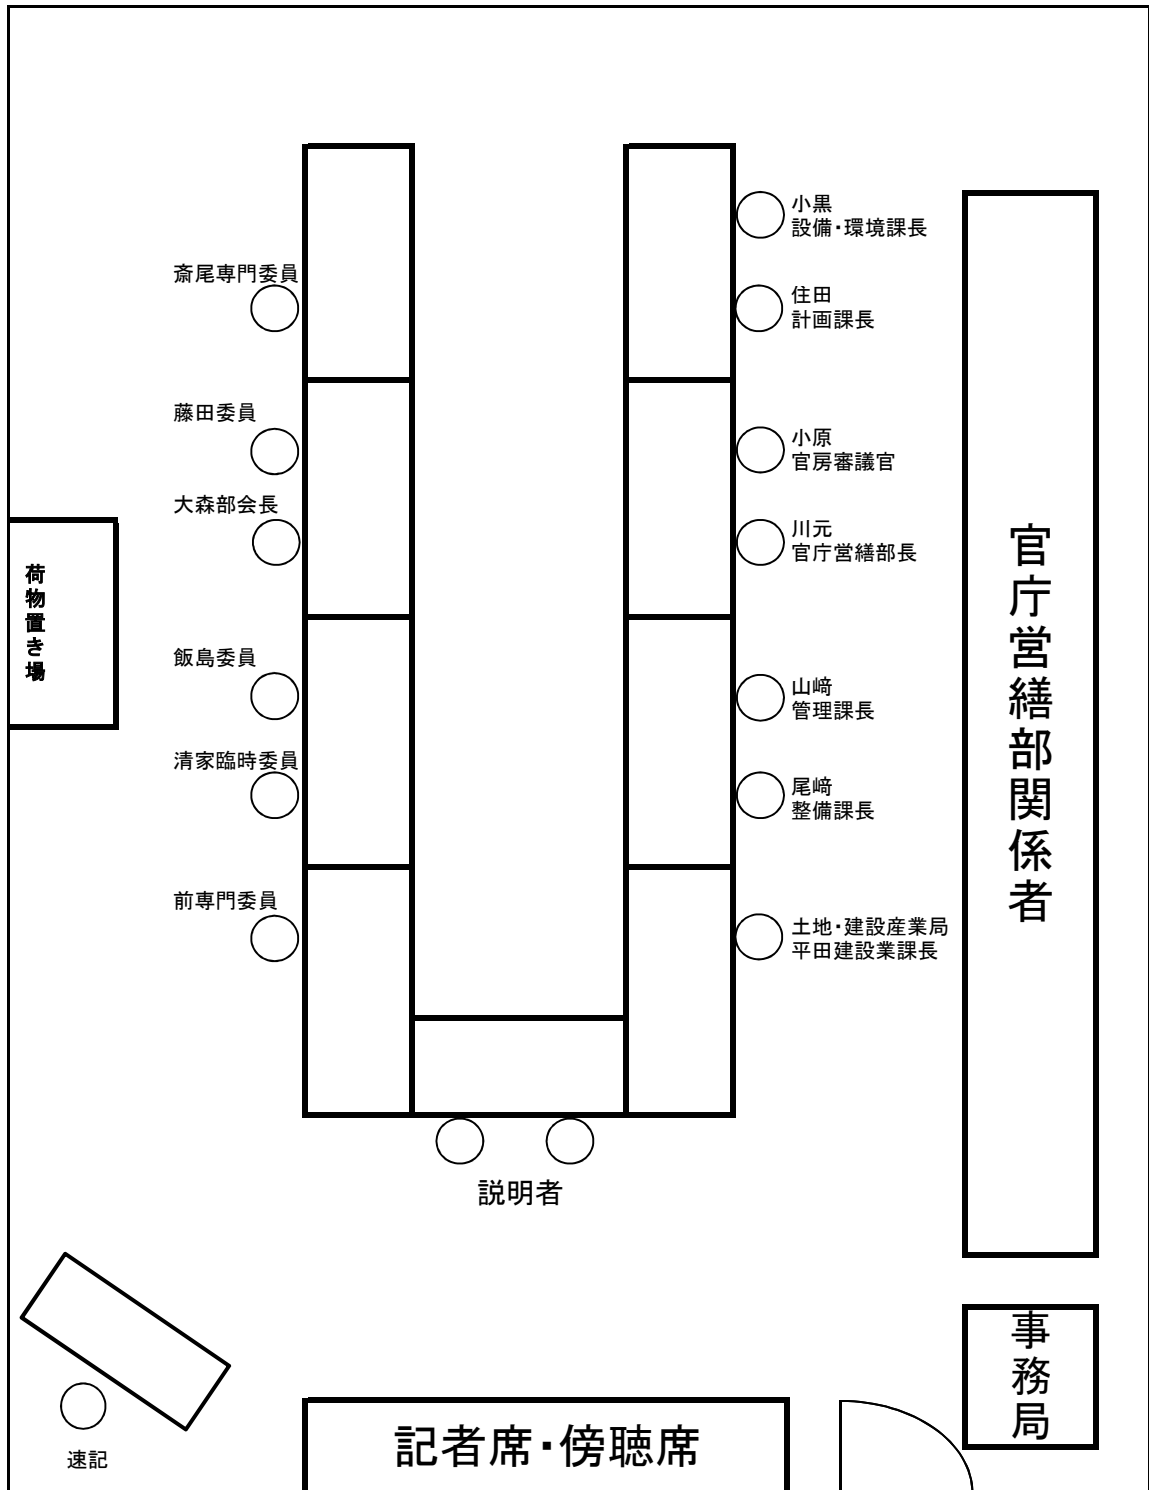 小黒
設備・環境課長
斎尾専門委員
住田
計画課長
藤田委員
小原
官房審議官
大森部会長
川元
官庁営繕部長
荷物置き場
飯島委員
山﨑
管理課長
清家臨時委員
尾﨑
整備課長
前専門委員
土地・建設産業局
平田建設業課長
官庁営繕部関係者
説明者
事務局
記者席・傍聴席
速記